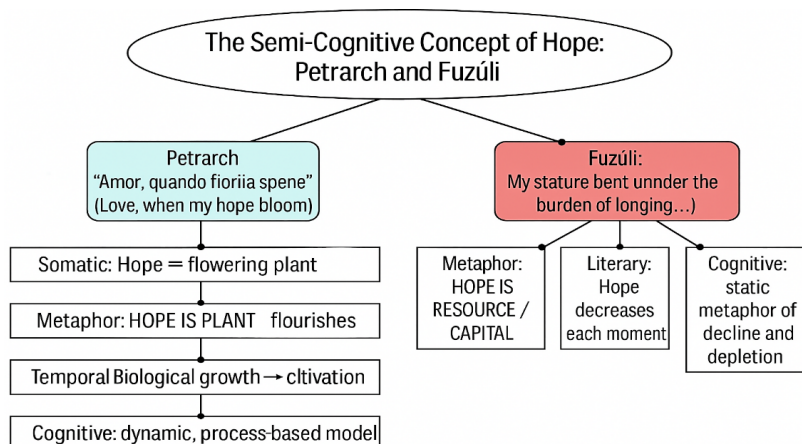 The Semi-Cognitive Concept of Hope:
Petrarch and Fuzúli
Petrarch
“Amor, quando fioriia spene”
(Love, when my hope bloom)
Somatic: Hope = flowering plant
Metaphor: HOPE IS PLANT flourishes
Temporal Biological growth → cltivation
Cognitive: dynamic, process-based model
Fuzúli:
My stature bent unnder the
burden of longing...)
Metaphor:
HOPE IS
RESOURCE /
CAPITAL
Literary:
Hope
decreases
each moment
Cognitive:
static
metaphor of
decline and
depletion